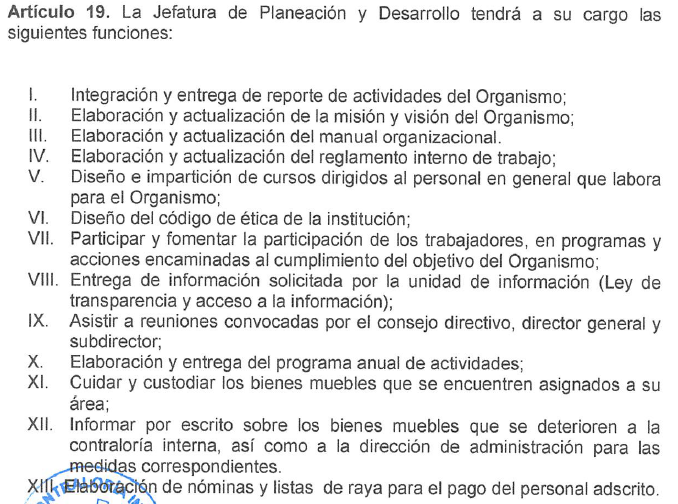 Artículo 19. La Jefatura de Planeación y Desarrollo tendrá a su cargo las
siguientes funciones:
I. Integración y entrega de reporte de actividades del Organismo;
II. Elaboración y actualización de la misión y visión del Organismo;
III. Elaboración y actualización del manual organizacional.
IV. Elaboración y actualización del reglamento interno de trabajo;
V. Diseño e impartición de cursos dirigidos al personal en general que labora
para el Organismo;
VI. Diseño del código de ética de la institución;
VII. Participar y fomentar la participación de los trabajadores, en programas y
acciones encaminadas al cumplimiento del objetivo del Organismo;
VIII. Entrega de información solicitada por la unidad de información (Ley de
transparencia y acceso a la información);
IX. Asistir a reuniones convocadas por el consejo directivo, director general y
subdirector;
X. Elaboración y entrega del programa anual de actividades;
XI. Cuidar y custodiar los bienes muebles que se encuentren asignados a su
área;
XII. Informar por escrito sobre los bienes muebles que se deterioren a la
contraloría interna, así como a la dirección de administración para las
medidas correspondientes.
XIII. Elaboración de nóminas y listas de raya para el pago del personal adscrito.